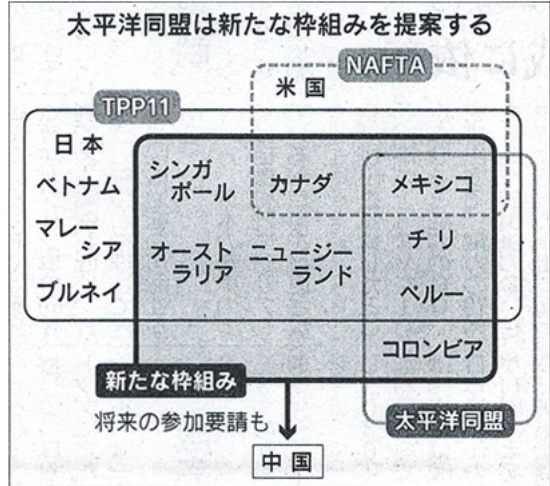 太平洋同盟は新たな枠組みを提案する
NAFTA
米国
TPP11
日本
ベトナム
マレー
シア
ブルネイ
シンガ
ポール
カナダ
メキシコ
オースト
ラリア
ニュージー
ランド
チリ
ペルー
コロンビア
新たな枠組み
太平洋同盟
将来の参加要請も
中国